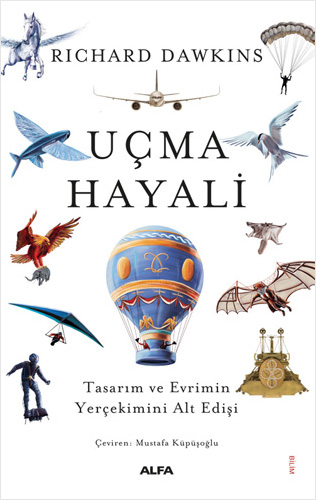 RICHARD DAWKINS
UÇMA
HAYALİ
Tasarım ve Evrimin
Yerçekimini Alt Edişi
Çeviren: Mustafa Küpüşoğlu
ALFA
BİLİM